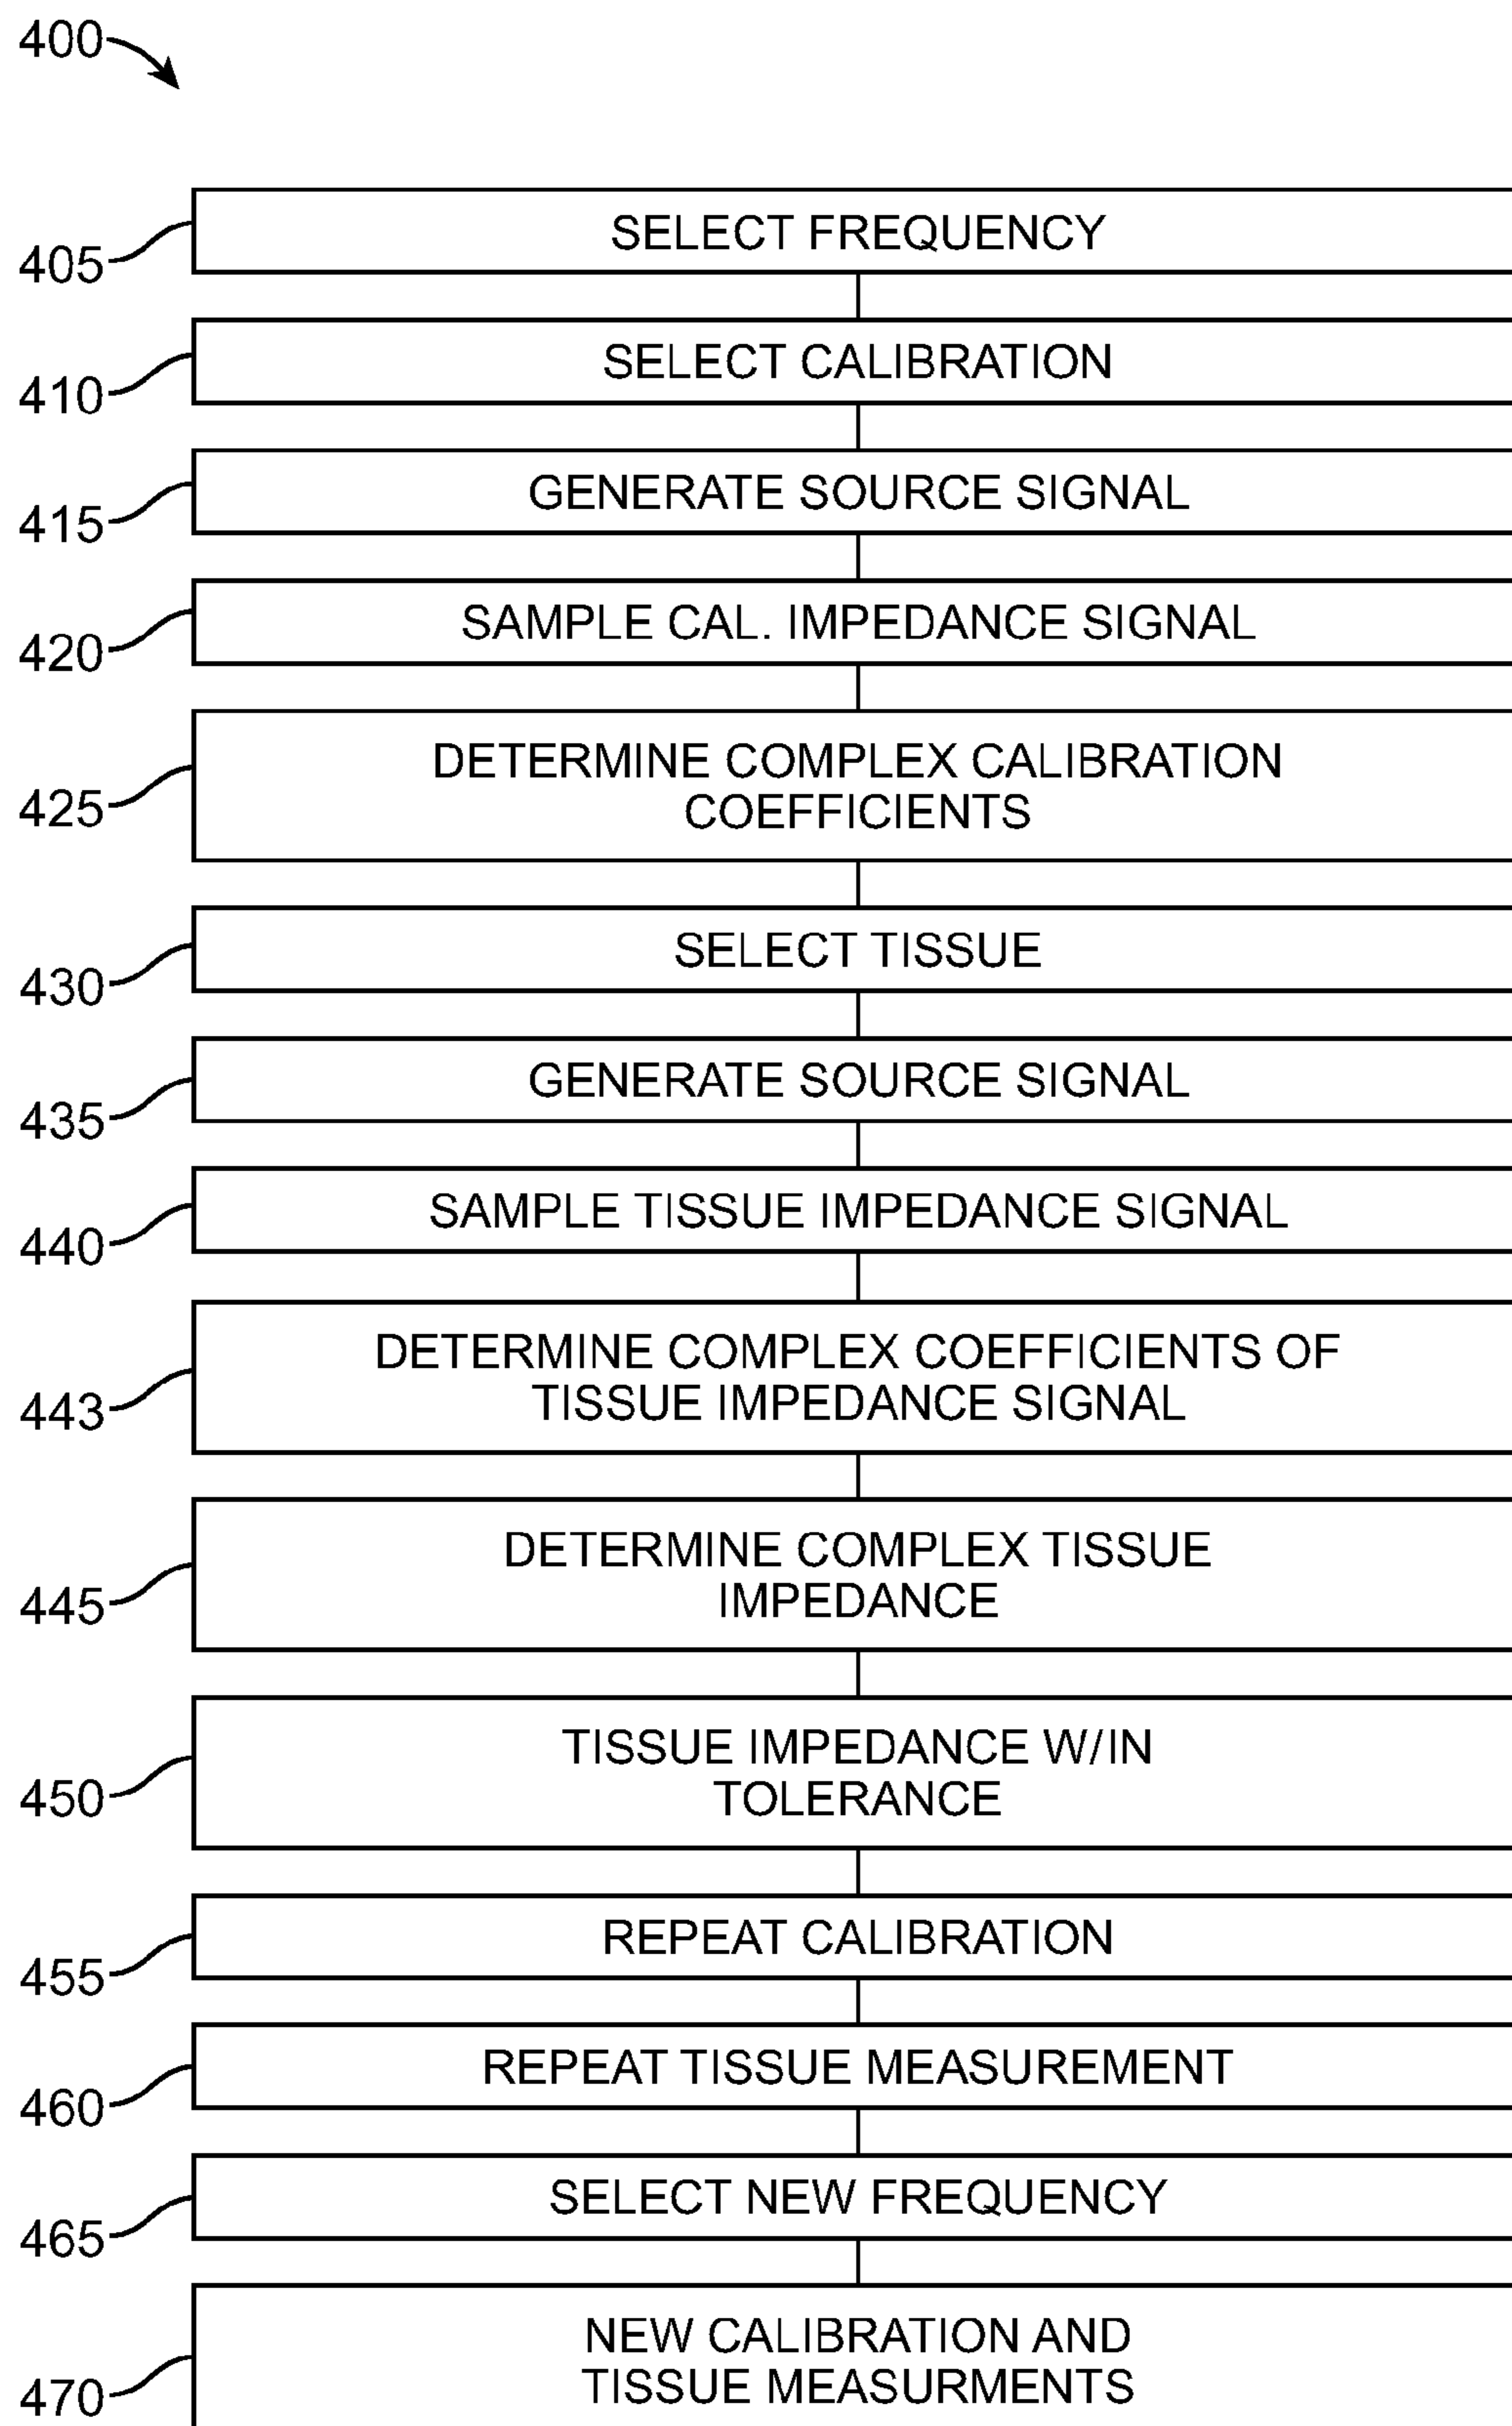 400
405
SELECT FREQUENCY
410
SELECT CALIBRATION
415
GENERATE SOURCE SIGNAL
420
SAMPLE CAL. IMPEDANCE SIGNAL
425
DETERMINE COMPLEX CALIBRATION
COEFFICIENTS
430
SELECT TISSUE
435
GENERATE SOURCE SIGNAL
440
SAMPLE TISSUE IMPEDANCE SIGNAL
443
DETERMINE COMPLEX COEFFICIENTS OF
TISSUE IMPEDANCE SIGNAL
445
DETERMINE COMPLEX TISSUE
IMPEDANCE
450
TISSUE IMPEDANCE W/IN
TOLERANCE
455
REPEAT CALIBRATION
460
REPEAT TISSUE MEASUREMENT
465
SELECT NEW FREQUENCY
470
NEW CALIBRATION AND
TISSUE MEASURMENTS